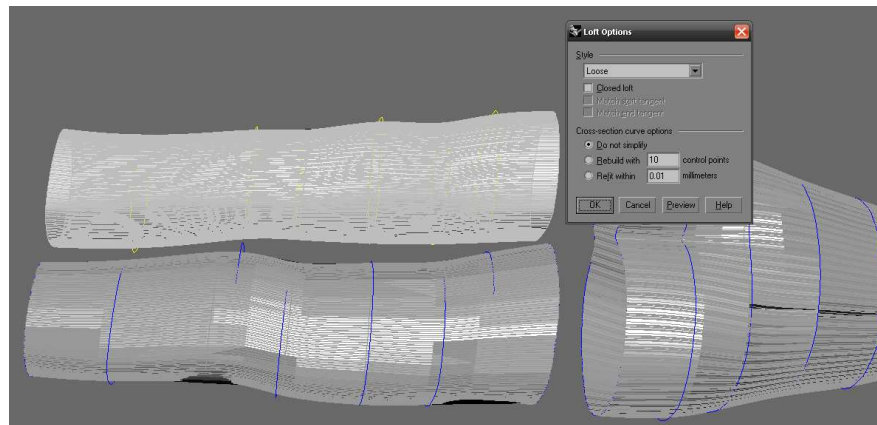 Loft Options
Style
Loose
Closed loft
Match start tangent
Match end tangent
Cross-section curve options
Do not simplify
Rebuild with 10 control points
Refit within 0.01 millimeters
OK Cancel Preview Help